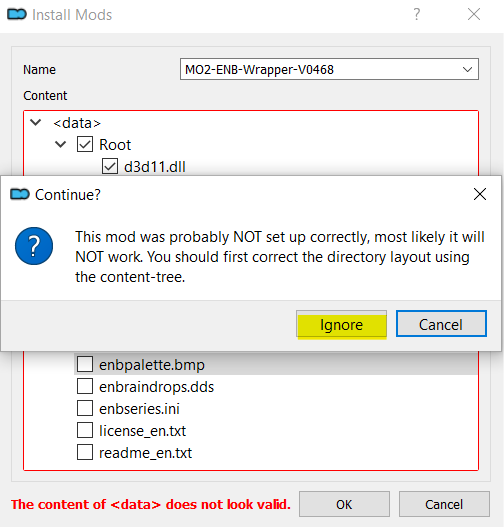 Install Mods
Name
MO2-ENB-Wrapper-V0468
Content
<data>
Root
d3d11.dll
Continue?
This mod was probably NOT set up correctly, most likely it will
NOT work. You should first correct the directory layout using
the content-tree.
Ignore
Cancel
enbpalette.bmp
enbraindrops.dds
enbseries.ini
license_en.txt
readme_en.txt
The content of <data> does not look valid.
OK
Cancel